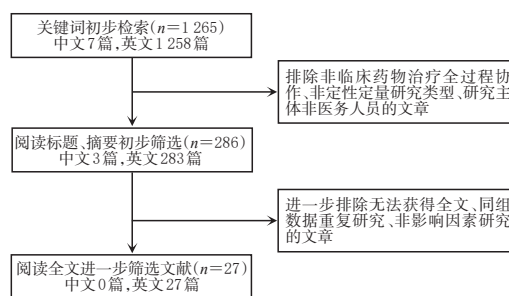 关键词初步检索(n=1 265)
中文7篇,英文1 258篇
排除非临床药物治疗全过程协
作、非定性定量研究类型、研究主
体非医务人员的文章
阅读标题、摘要初步筛选(n=286)
中文3篇,英文283篇
进一步排除无法获得全文、同组
数据重复研究、非影响因素研究
的文章
阅读全文进一步筛选文献(n=27)
中文0篇,英文27篇